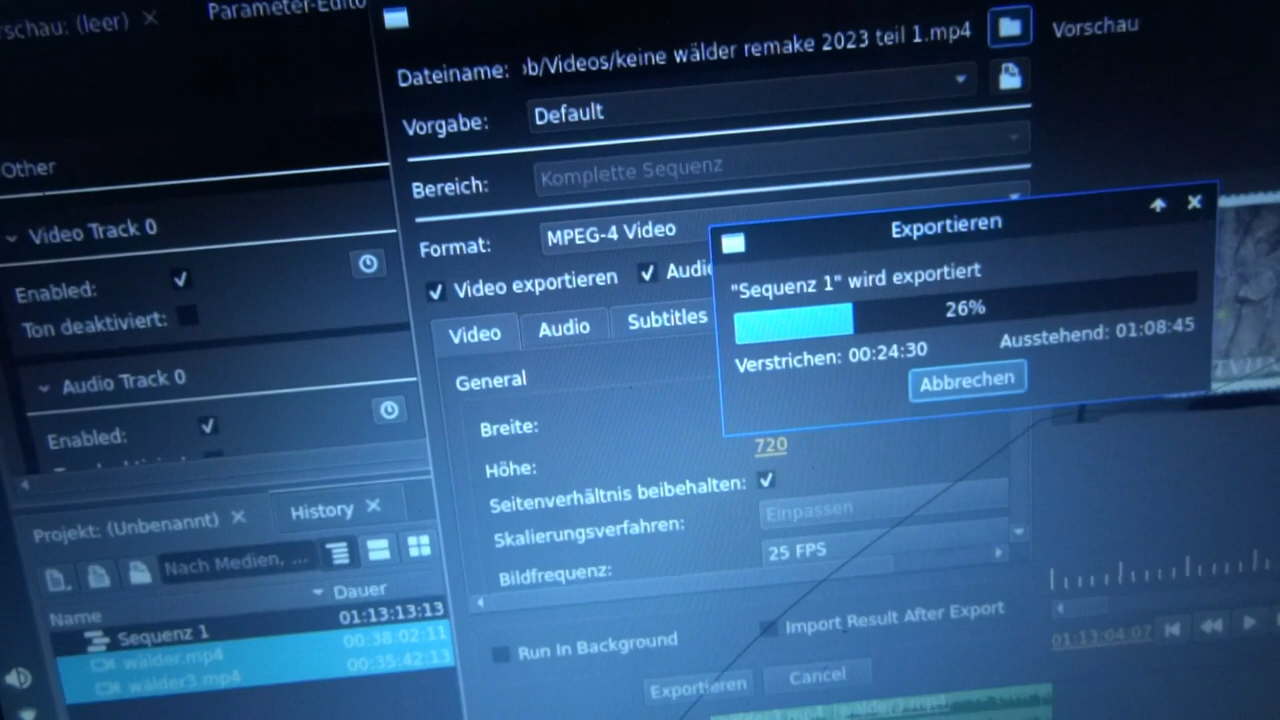 rschau: (leer)
Parameter-Edito
Other
Video Track 0
Enabled:
Ton deaktiviert:
Audio Track 0
Enabled:
Projekt: (Unbenannt)
History
Nach Medien, ...
Name
Dauer
Sequenz 1
01:13:13:13
wälder.mp4
00:38:02:11
wälder3.mp4
00:35:42:13
Dateiname:
ob/Videos/keine wälder remake 2023 teil 1.mp4
Vorschau
Vorgabe:
Default
Bereich:
Komplette Sequenz
Format:
MPEG-4 Video
Video exportieren
Audio
Video
Audio
Subtitles
General
Breite:
Höhe:
720
Seitenverhältnis beibehalten:
Skalierungsverfahren:
Einpassen
Bildfrequenz:
25 FPS
Run In Background
Import Result After Export
Exportieren
Cancel
Exportieren
"Sequenz 1" wird exportiert
26%
Verstrichen: 00:24:30
Ausstehend: 01:08:45
Abbrechen
01:13:04:07